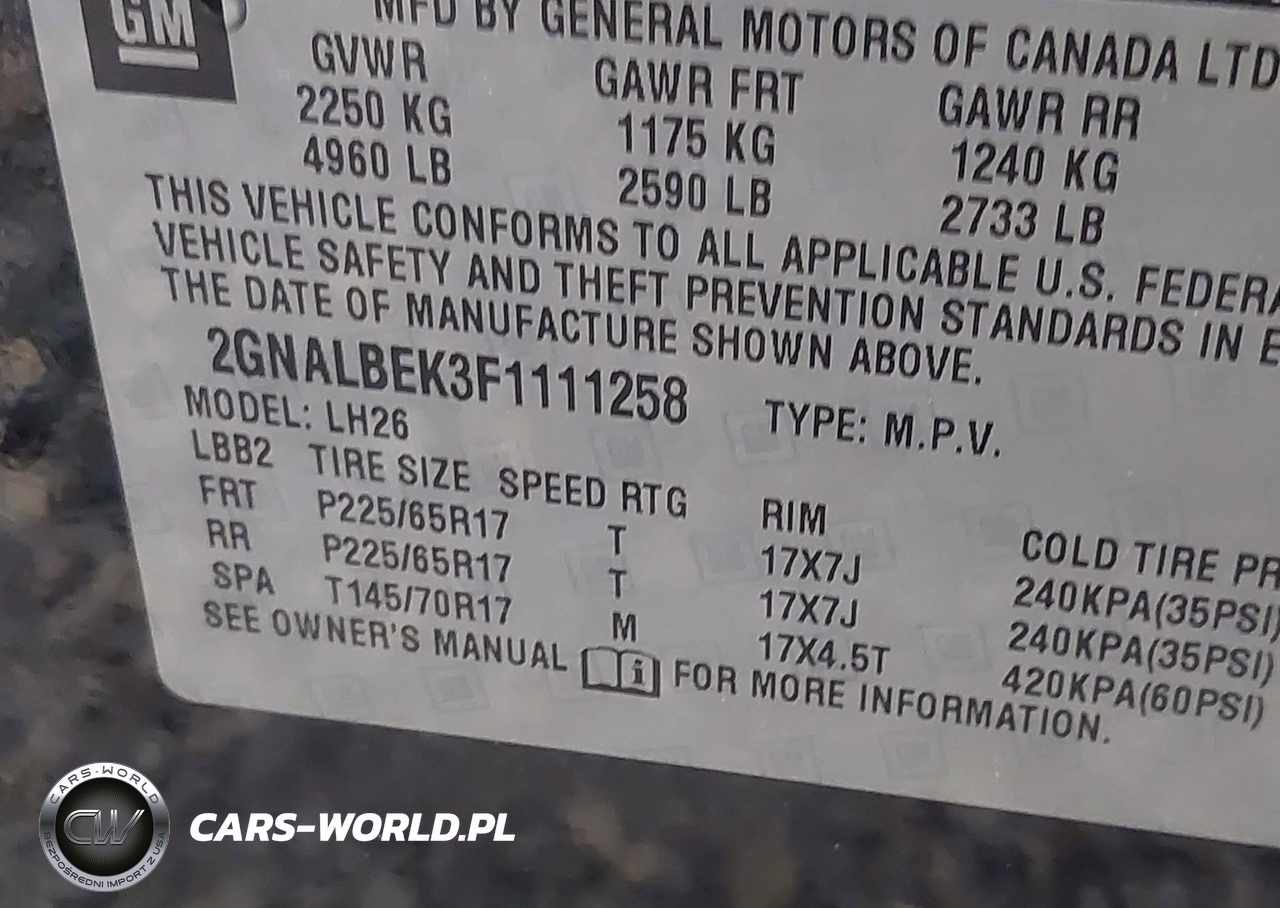 GM
MFD BY GENERAL MOTORS OF CANADA LTD
GVWR GAWR FRT GAWR RR
2250 KG 1175 KG 1240 KG
4960 LB 2590 LB 2733 LB
THIS VEHICLE CONFORMS TO ALL APPLICABLE U.S. FEDERA
VEHICLE SAFETY AND THEFT PREVENTION STANDARDS IN E
THE DATE OF MANUFACTURE SHOWN ABOVE.
2GNALBEK3F1111258 TYPE: M.P.V.
MODEL: LH26
LBB2 TIRE SIZE SPEED RTG RIM COLD TIRE PR
FRT P225/65R17 T 17X7J 240KPA(35PSI)
RR P225/65R17 T 17X7J 240KPA(35PSI)
SPA T145/70R17 M 17X4.5T 420KPA(60PSI)
SEE OWNER'S MANUAL i FOR MORE INFORMATION.
CARS-WORLD
CW
BEZPOŚREDNI IMPORT Z USA
CARS-WORLD.PL